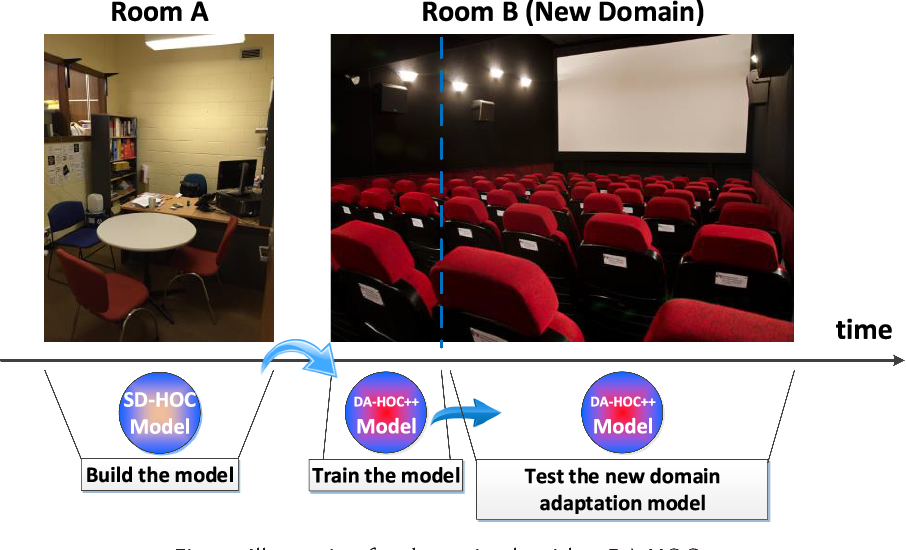 Room A
Room B (New Domain)
time
SD-HOC
Model
DA-HOC++
Model
DA-HOC++
Model
Build the model
Train the model
Test the new domain
adaptation model